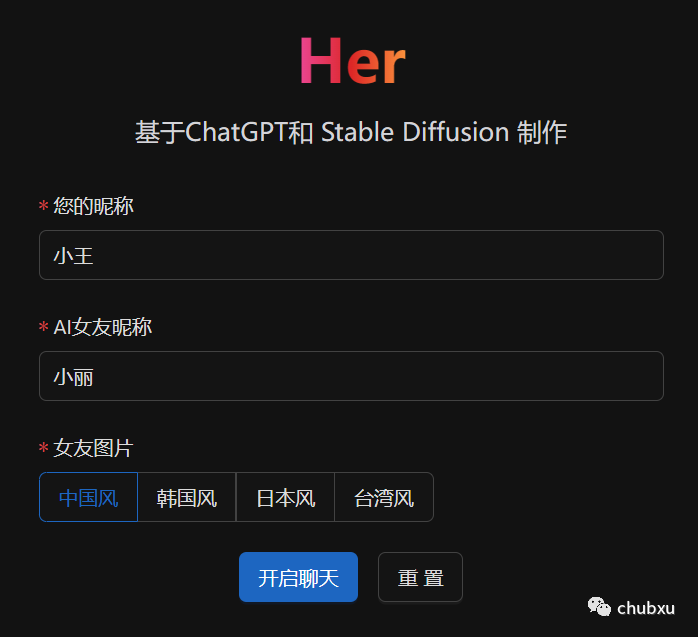 Her
基于ChatGPT和 Stable Diffusion 制作
* 您的昵称
小王
* AI女友昵称
小丽
* 女友图片
中国风 韩国风 日本风 台湾风
开启聊天 重 置
chubxu